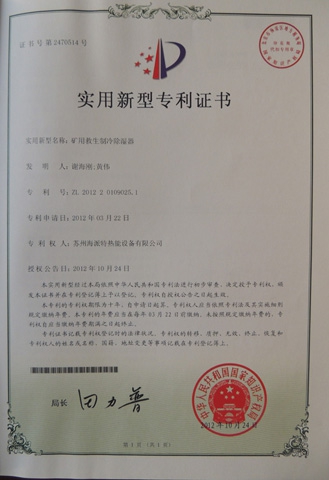 证书号第2470514号
实用新型专利证书
实用新型名称：矿用救生制冷除湿器
发 明 人：谢海刚;黄伟
专 利 号：ZL 2012 2 0109025.1
专利申请日：2012年03月22日
专 利 权 人：苏州海派特热能设备有限公司
授权公告日：2012年10月24日
本实用新型经过本局依照中华人民共和国专利法进行初步审查，决定授予专利权，颁
发本证书并在专利登记簿上予以登记。专利权自授权公告之日起生效。
本专利的专利权期限为十年，自申请日起算。专利权人应当依照专利法及其实施细则
规定缴纳年费。本专利的年费应当在每年03月22日前缴纳。未按照规定缴纳年费的，专
利权自应当缴纳年费期满之日起终止。
专利证书记载专利权登记时的法律状况。专利权的转移、质押、无效、终止、恢复和
专利权人的姓名或名称、国籍、地址变更等事项记载在专利登记簿上。
局长 田力普
中华人民共和国国家知识产权局
2012年10月24日
第1页（共1页）